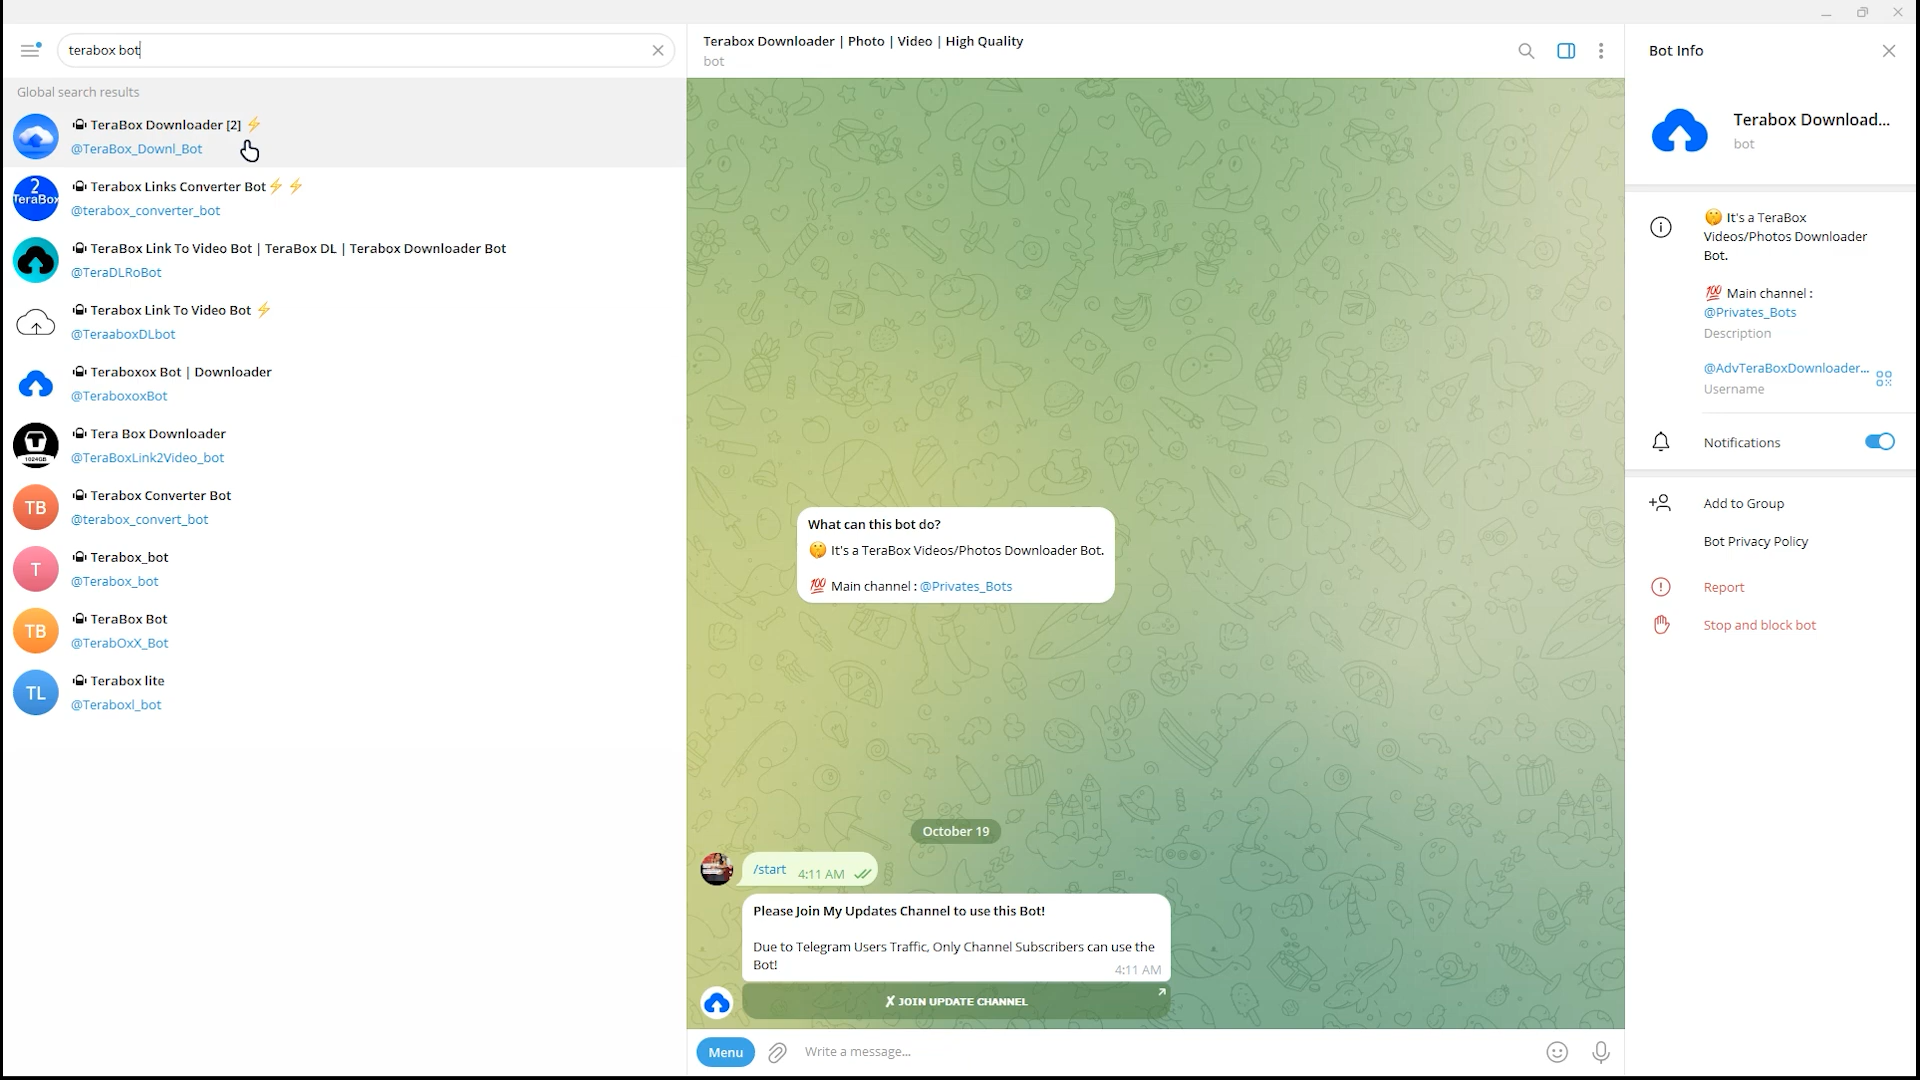 terabox bot
Global search results
TeraBox Downloader [2] ⚡
@TeraBox_Downl_Bot
2
TeraBox
Terabox Links Converter Bot⚡⚡
@terabox_converter_bot
TeraBox Link To Video Bot | TeraBox DL | Terabox Downloader Bot
@TeraDLRoBot
Terabox Link To Video Bot ⚡
@TeraaboxDLbot
Teraboxox Bot | Downloader
@TeraboxoxBot
1024GB
Tera Box Downloader
@TeraBoxLink2Video_bot
TB
Terabox Converter Bot
@terabox_convert_bot
T
Terabox_bot
@Terabox_bot
TB
TeraBox Bot
@TerabOxX_Bot
TL
Terabox lite
@Teraboxl_bot
Terabox Downloader | Photo | Video | High Quality
bot
What can this bot do?
🤫 It's a TeraBox Videos/Photos Downloader Bot.
💯 Main channel : @Privates_Bots
October 19
/start 4:11 AM
Please Join My Updates Channel to use this Bot!
Due to Telegram Users Traffic, Only Channel Subscribers can use the
Bot!
4:11 AM
✗ JOIN UPDATE CHANNEL
Menu
Write a message...
Bot Info
Terabox Download...
bot
🤫 It's a TeraBox
Videos/Photos Downloader
Bot.
💯 Main channel :
@Privates_Bots
Description
@AdvTeraBoxDownloader...
Username
Notifications
Add to Group
Bot Privacy Policy
Report
Stop and block bot